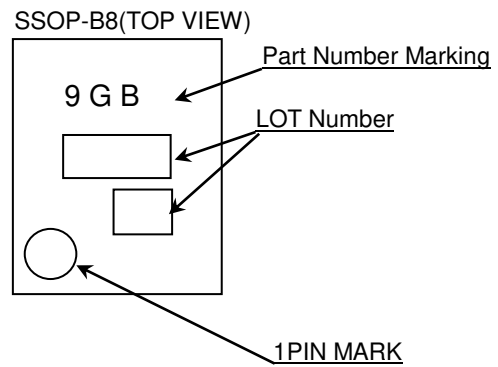 SSOP-B8(TOP VIEW)
Part Number Marking
9 G B
LOT Number
1PIN MARK